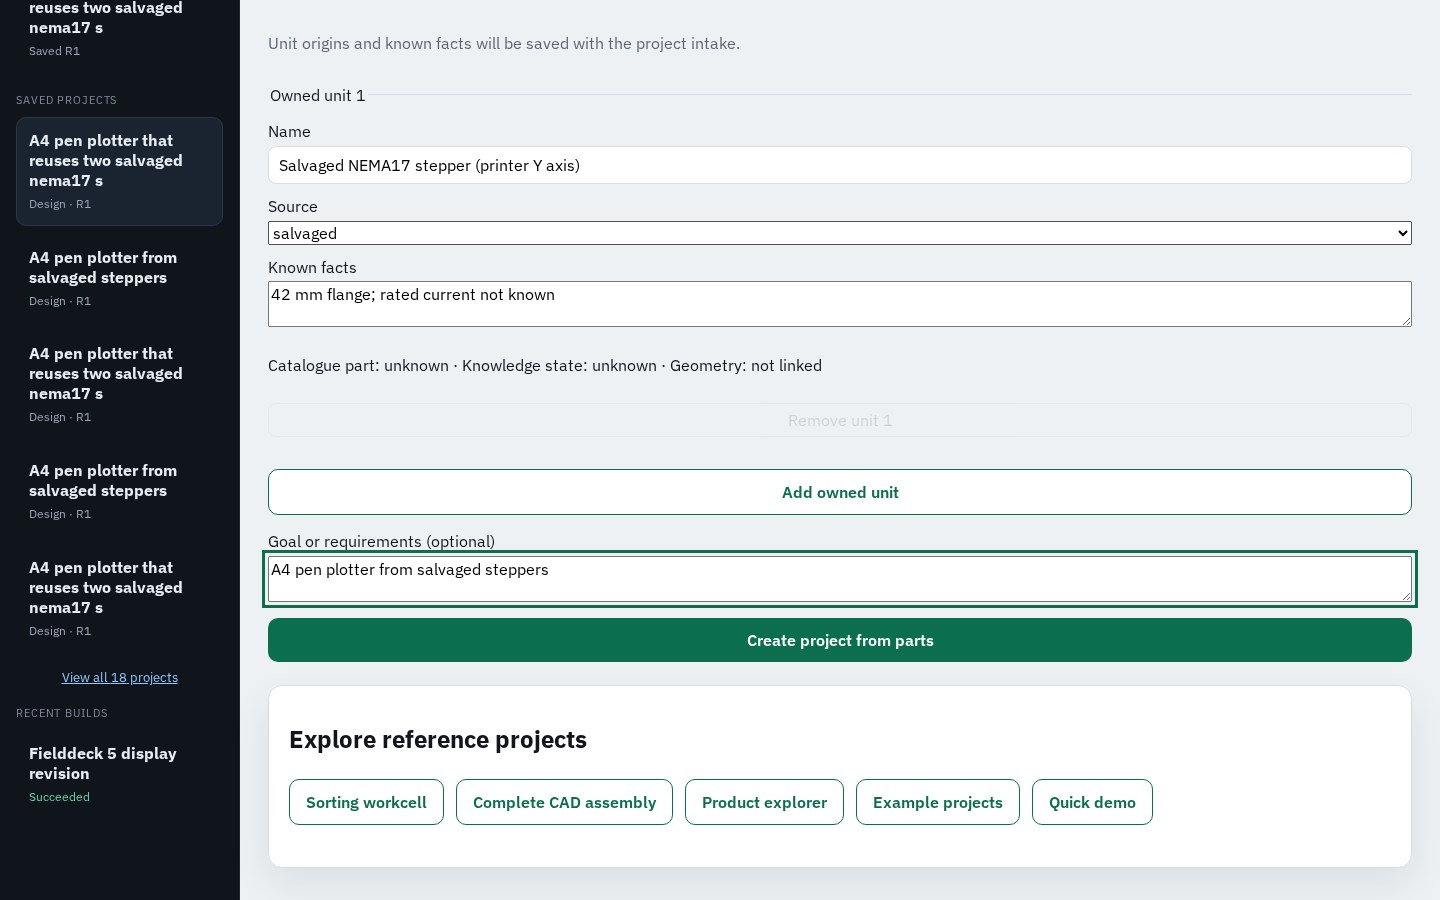 reuses two salvaged
nema17 s
Saved R1
SAVED PROJECTS
A4 pen plotter that
reuses two salvaged
nema17 s
Design · R1
A4 pen plotter from
salvaged steppers
Design · R1
A4 pen plotter that
reuses two salvaged
nema17 s
Design · R1
A4 pen plotter from
salvaged steppers
Design · R1
A4 pen plotter that
reuses two salvaged
nema17 s
Design · R1
View all 18 projects
RECENT BUILDS
Fielddeck 5 display
revision
Succeeded
Unit origins and known facts will be saved with the project intake.
Owned unit 1
Name
Salvaged NEMA17 stepper (printer Y axis)
Source
salvaged
Known facts
42 mm flange; rated current not known
Catalogue part: unknown · Knowledge state: unknown · Geometry: not linked
Remove unit 1
Add owned unit
Goal or requirements (optional)
A4 pen plotter from salvaged steppers
Create project from parts
Explore reference projects
Sorting workcell
Complete CAD assembly
Product explorer
Example projects
Quick demo